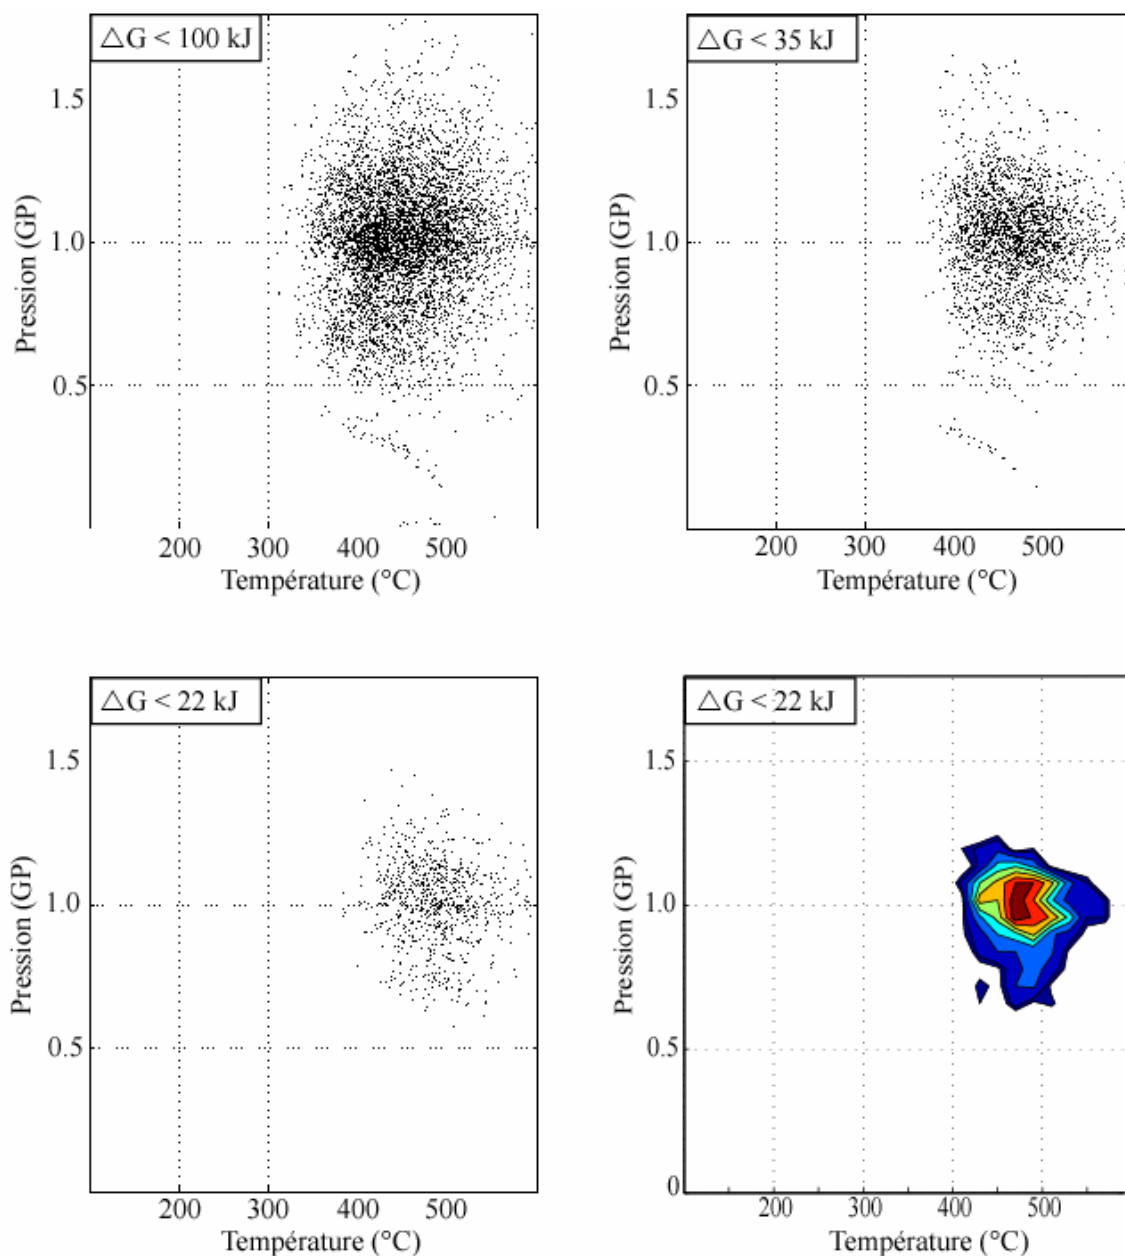 △G < 100 kJ
△G < 35 kJ
1.5
1.0
0.5
Pression (GP)
200 300 400 500
Température (°C)
1.5
1.0
0.5
Pression (GP)
200 300 400 500
Température (°C)
△G < 22 kJ
△G < 22 kJ
1.5
1.0
0.5
Pression (GP)
200 300 400 500
Température (°C)
1.5
1.0
0.5
0
Pression (GP)
200 300 400 500
Température (°C)